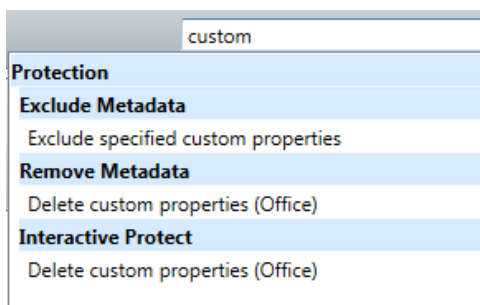 custom
Protection
Exclude Metadata
Exclude specified custom properties
Remove Metadata
Delete custom properties (Office)
Interactive Protect
Delete custom properties (Office)